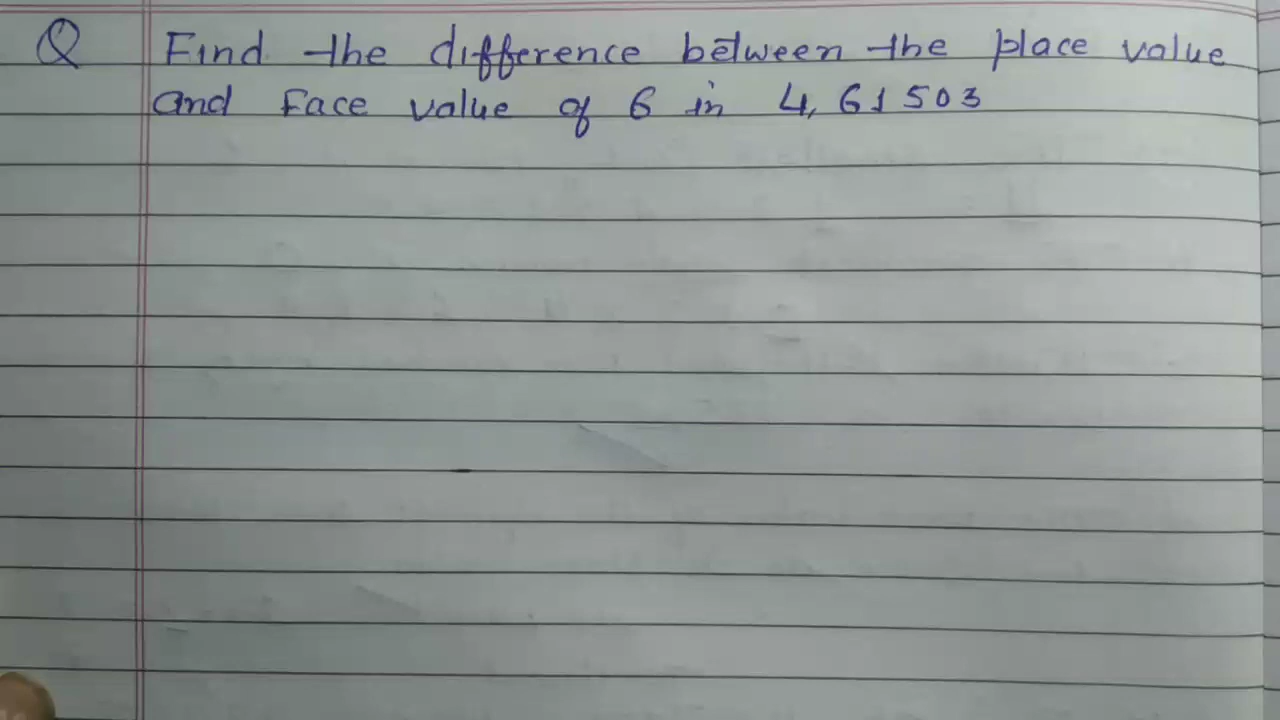 Q Find the difference between the place value
and Face value of 6 in 4,61503